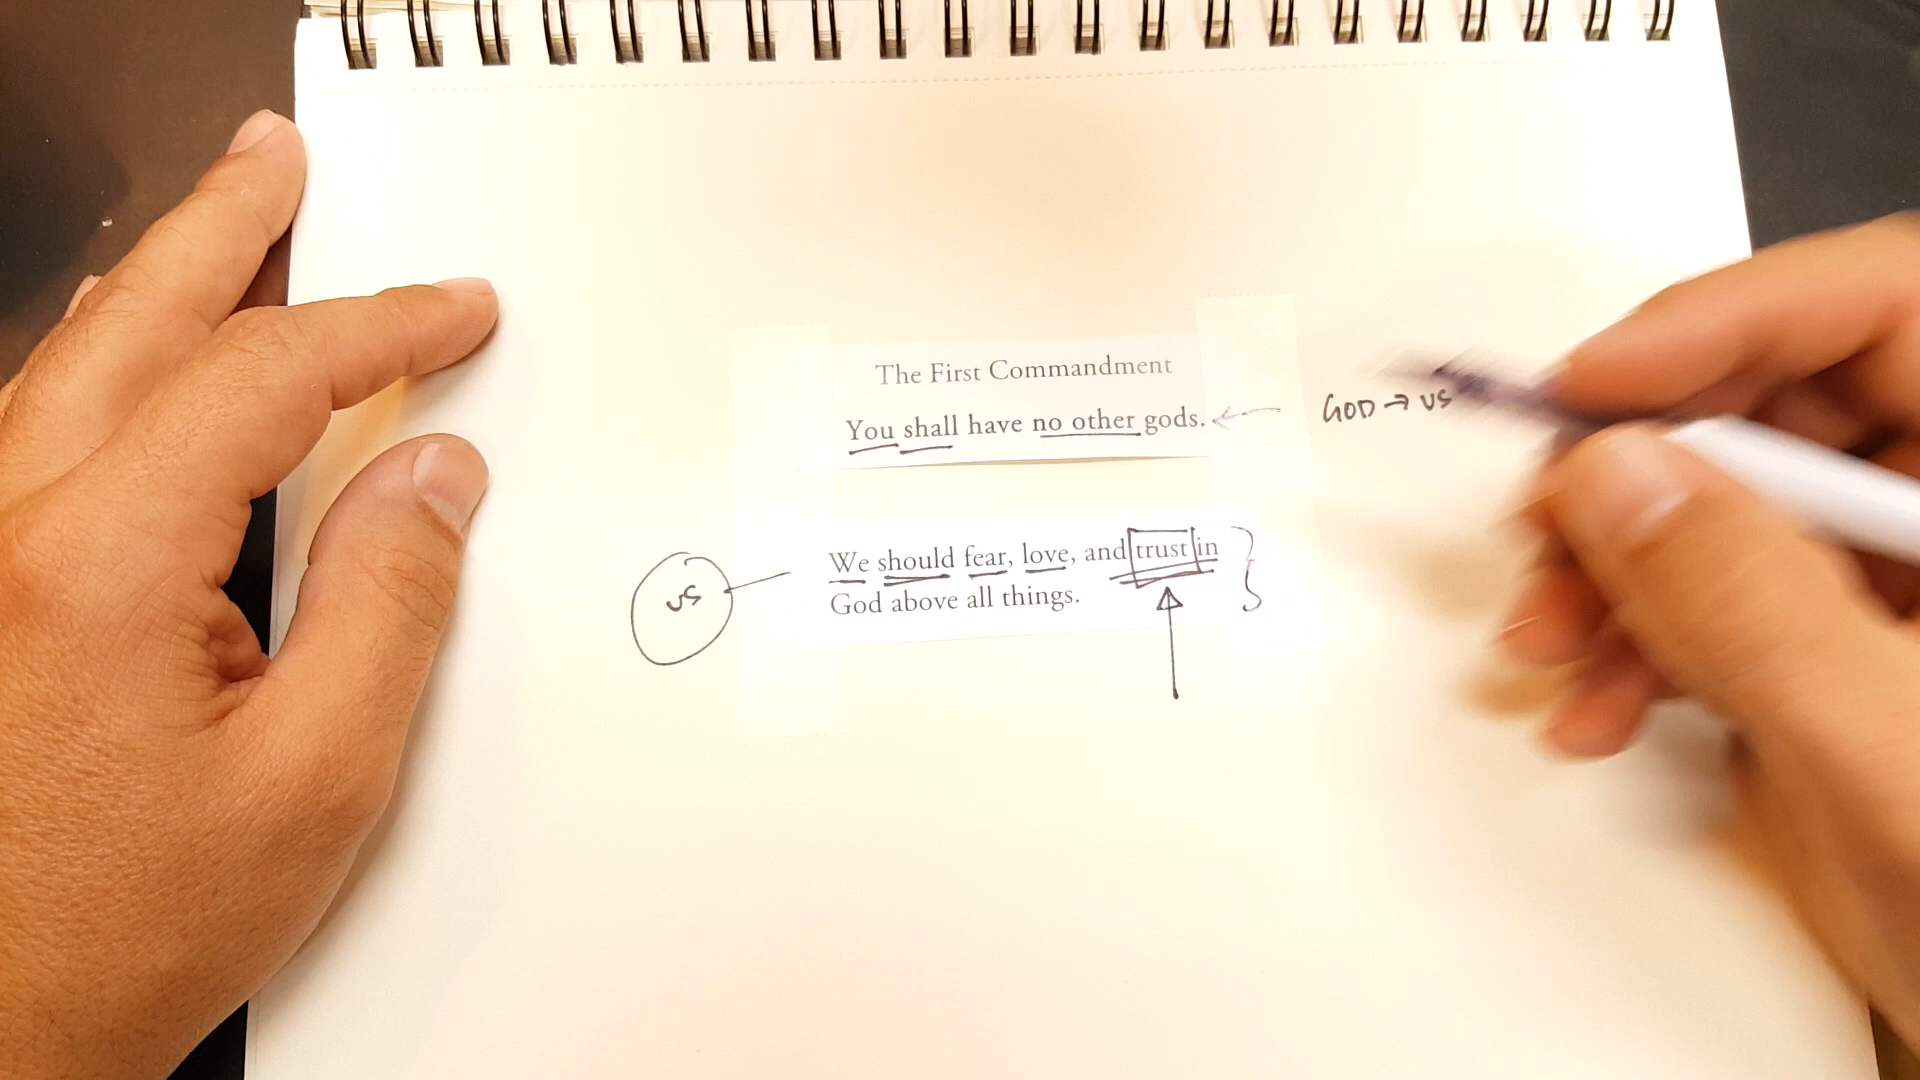 The First Commandment
You shall have no other gods.
GOD → US
We should fear, love, and trust in
God above all things.
US